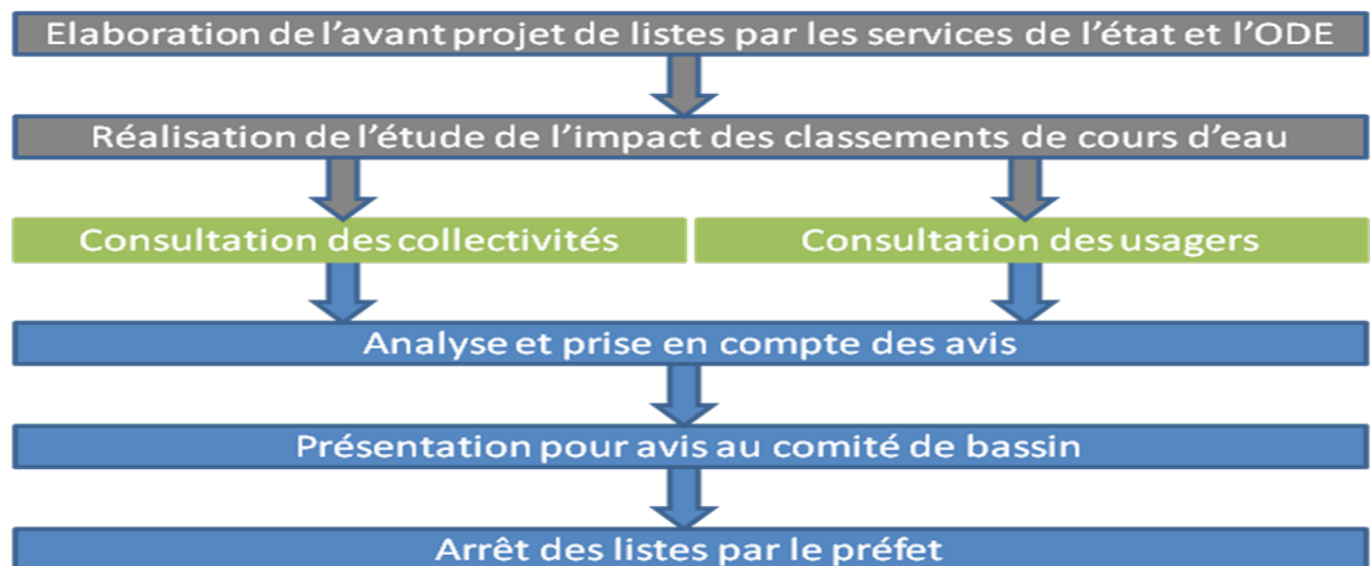 Elaboration de l'avant projet de listes par les services de l'état et l'ODE
Réalisation de l'étude de l'impact des classements de cours d'eau
Consultation des collectivités
Consultation des usagers
Analyse et prise en compte des avis
Présentation pour avis au comité de bassin
Arrêt des listes par le préfet